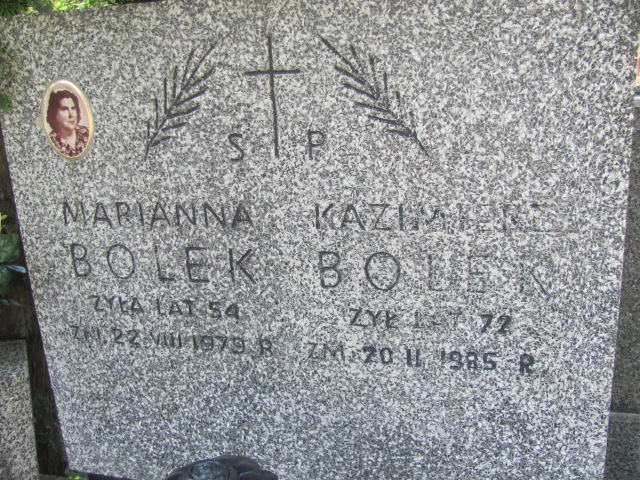 S P
MARIANNA
BOLEK
ŻYŁA LAT 54
ZM. 22 VIII 1979 R
KAZIMIERZ
BOLEK
ŻYŁ LAT 72
ZM. 20 II 1985 R.